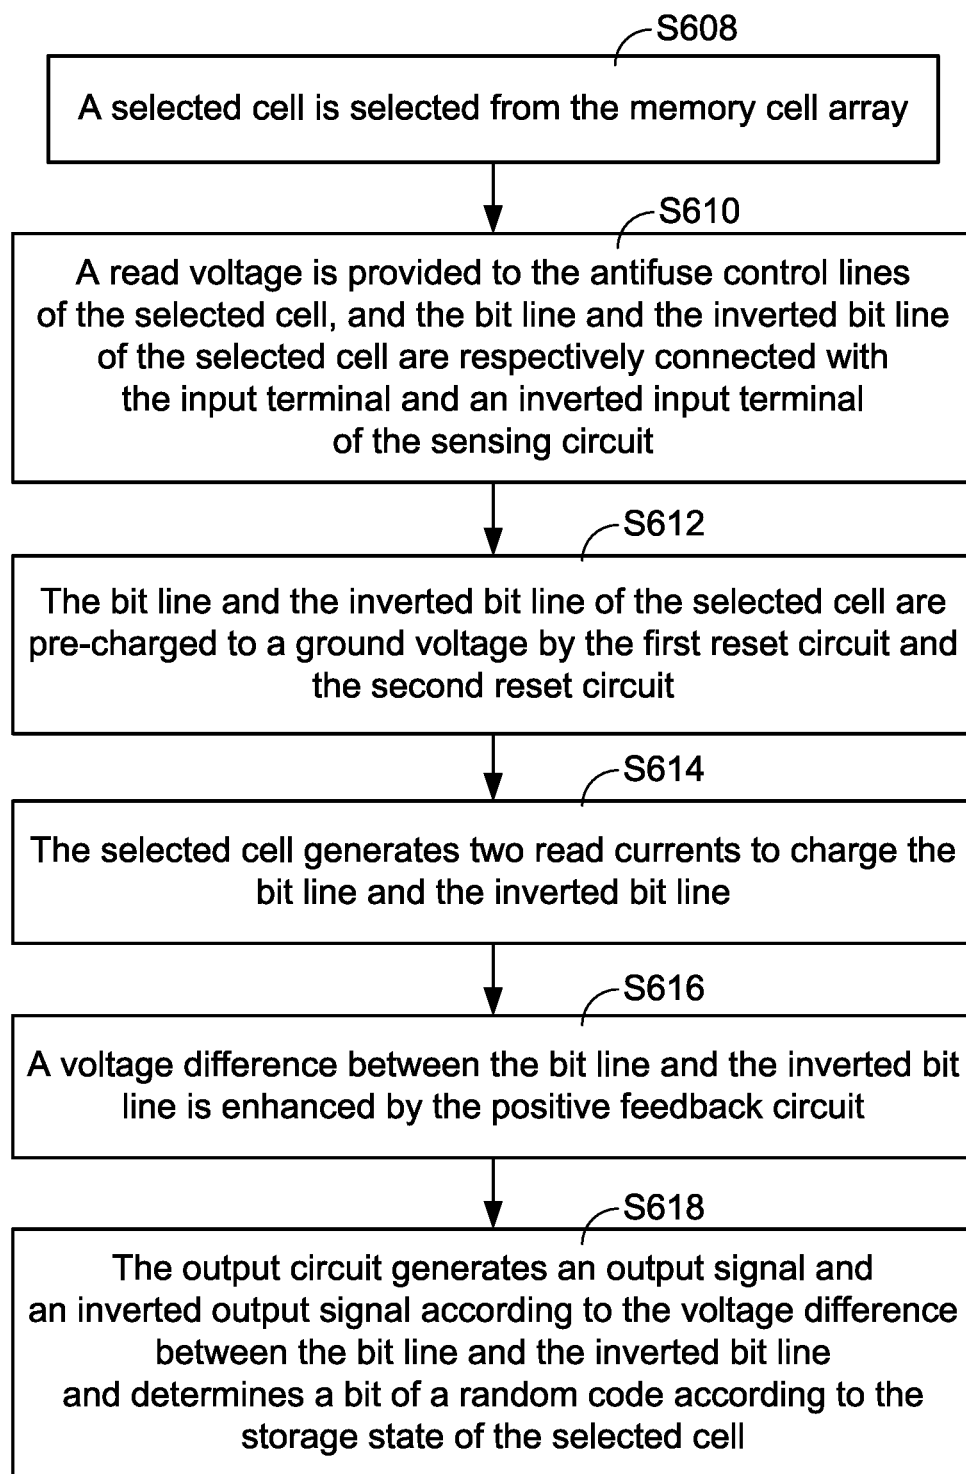 S608
A selected cell is selected from the memory cell array
S610
A read voltage is provided to the antifuse control lines
of the selected cell, and the bit line and the inverted bit line
of the selected cell are respectively connected with
the input terminal and an inverted input terminal
of the sensing circuit
S612
The bit line and the inverted bit line of the selected cell are
pre-charged to a ground voltage by the first reset circuit and
the second reset circuit
S614
The selected cell generates two read currents to charge the
bit line and the inverted bit line
S616
A voltage difference between the bit line and the inverted bit
line is enhanced by the positive feedback circuit
S618
The output circuit generates an output signal and
an inverted output signal according to the voltage difference
between the bit line and the inverted bit line
and determines a bit of a random code according to the
storage state of the selected cell